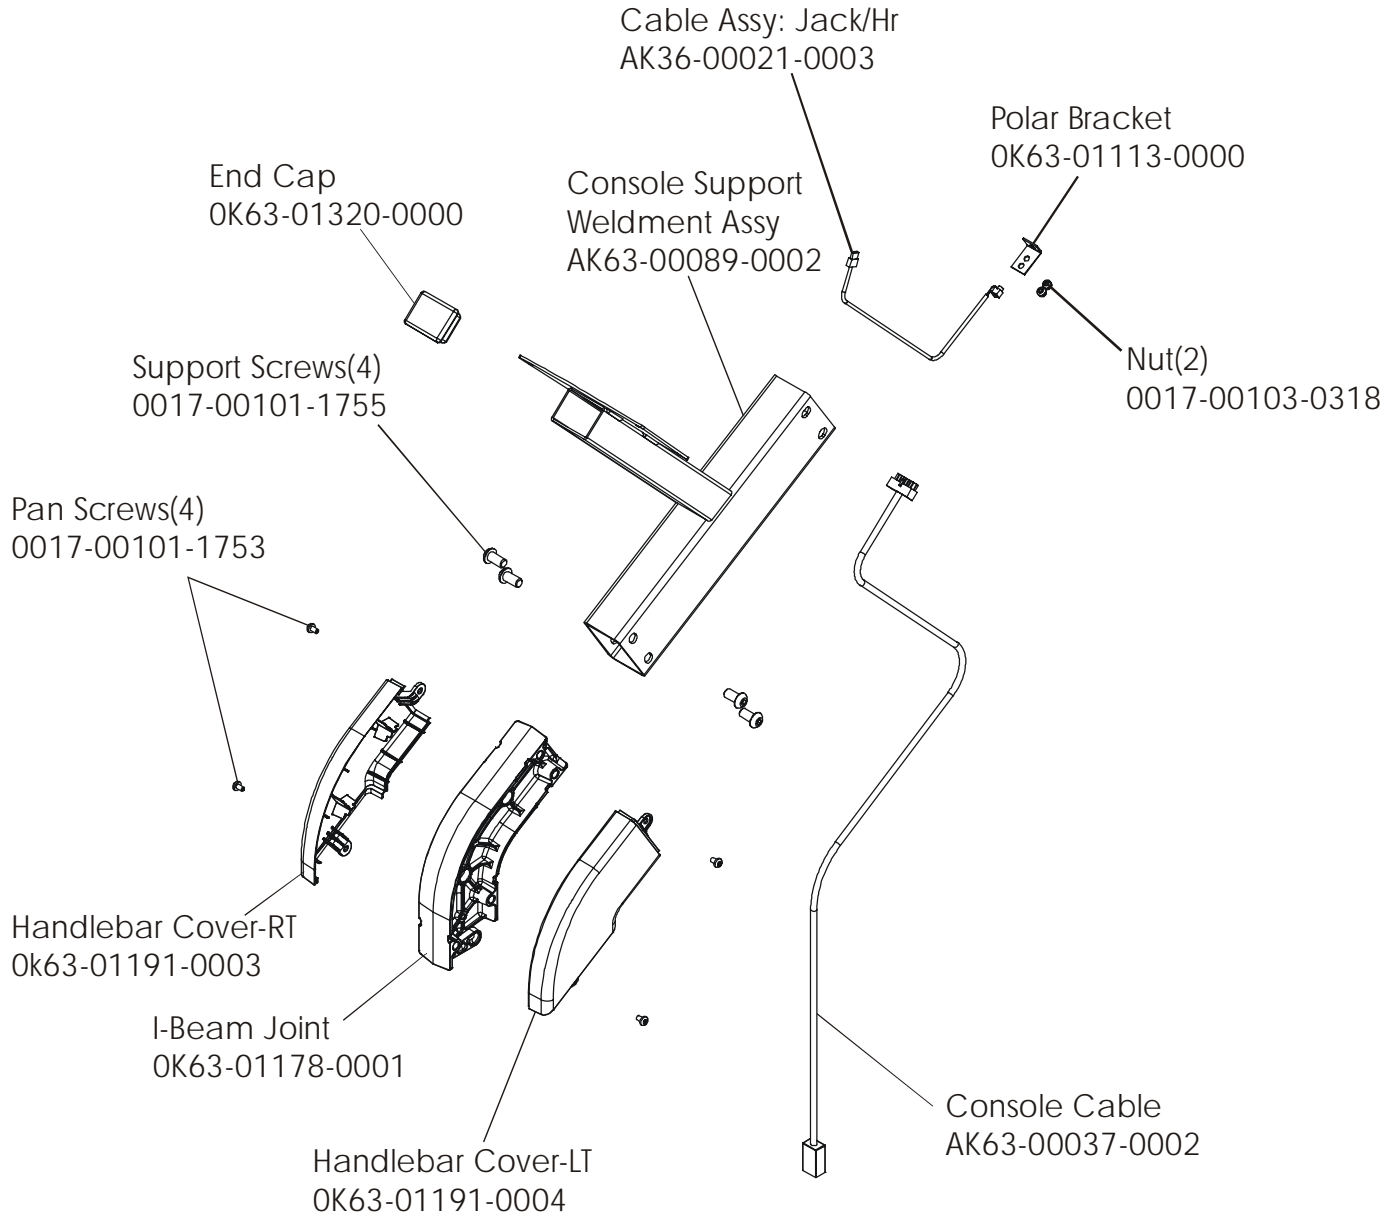 Cable Assy: Jack/Hr
AK36-00021-0003
Polar Bracket
0K63-01113-0000
End Cap
0K63-01320-0000
Console Support
Weldment Assy
AK63-00089-0002
Support Screws(4)
0017-00101-1755
Nut(2)
0017-00103-0318
Pan Screws(4)
0017-00101-1753
Handlebar Cover-RT
0k63-01191-0003
I-Beam Joint
0K63-01178-0001
Console Cable
AK63-00037-0002
Handlebar Cover-LT
0K63-01191-0004